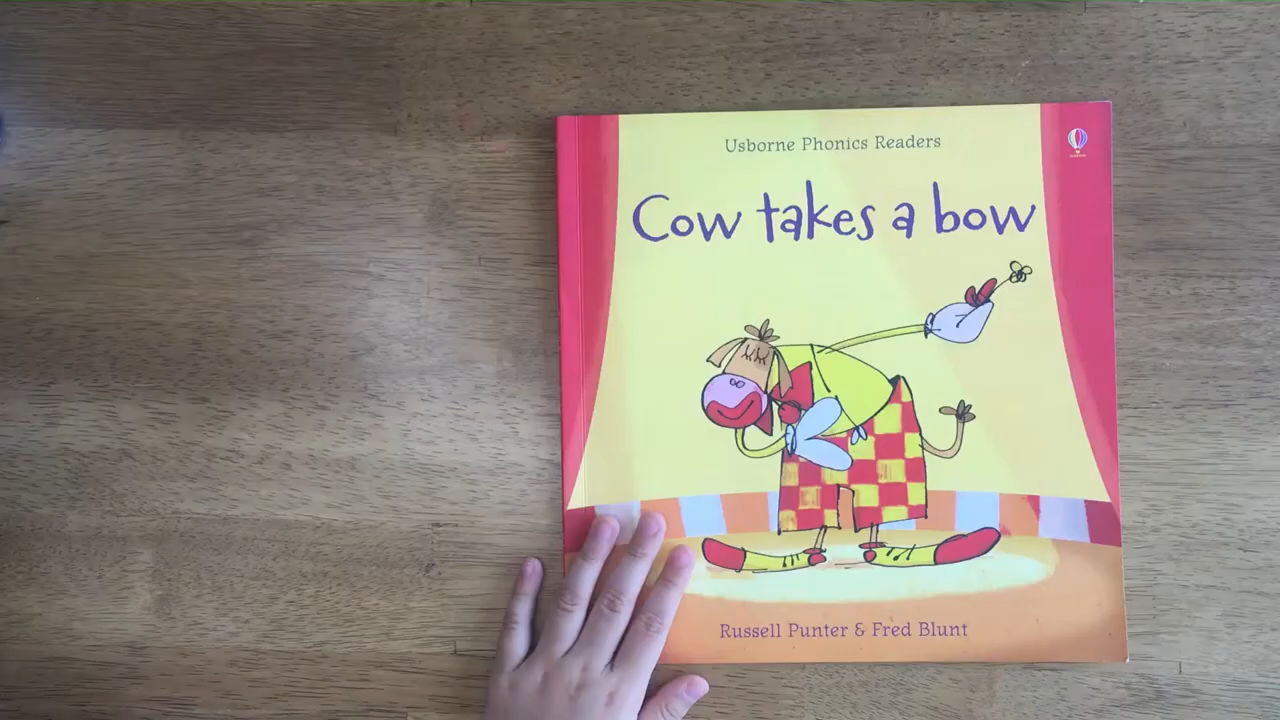 Usborne Phonics Readers
Cow takes a bow
Russell Punter & Fred Blunt